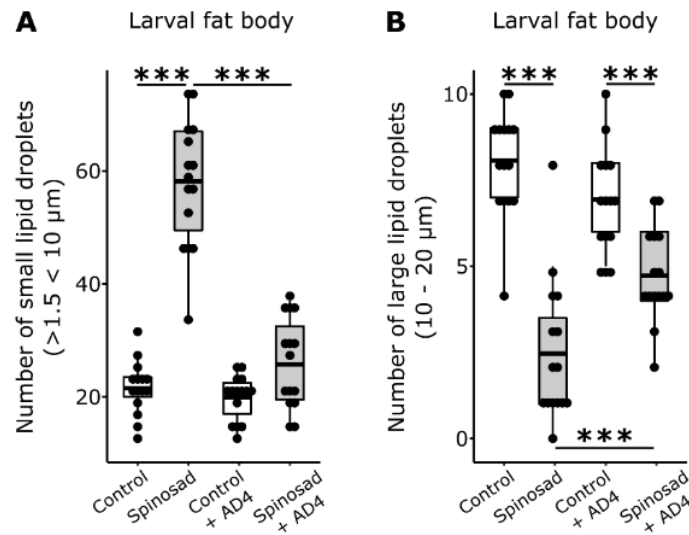 A
Larval fat body
Number of small lipid droplets
(>1.5 < 10 µm)
60
40
20
*** ***
Control
Spinosad
Control
+ AD4
Spinosad
+ AD4
B
Larval fat body
Number of large lipid droplets
(10 - 20 µm)
10
5
0
*** ***
***
Control
Spinosad
Control
+ AD4
Spinosad
+ AD4